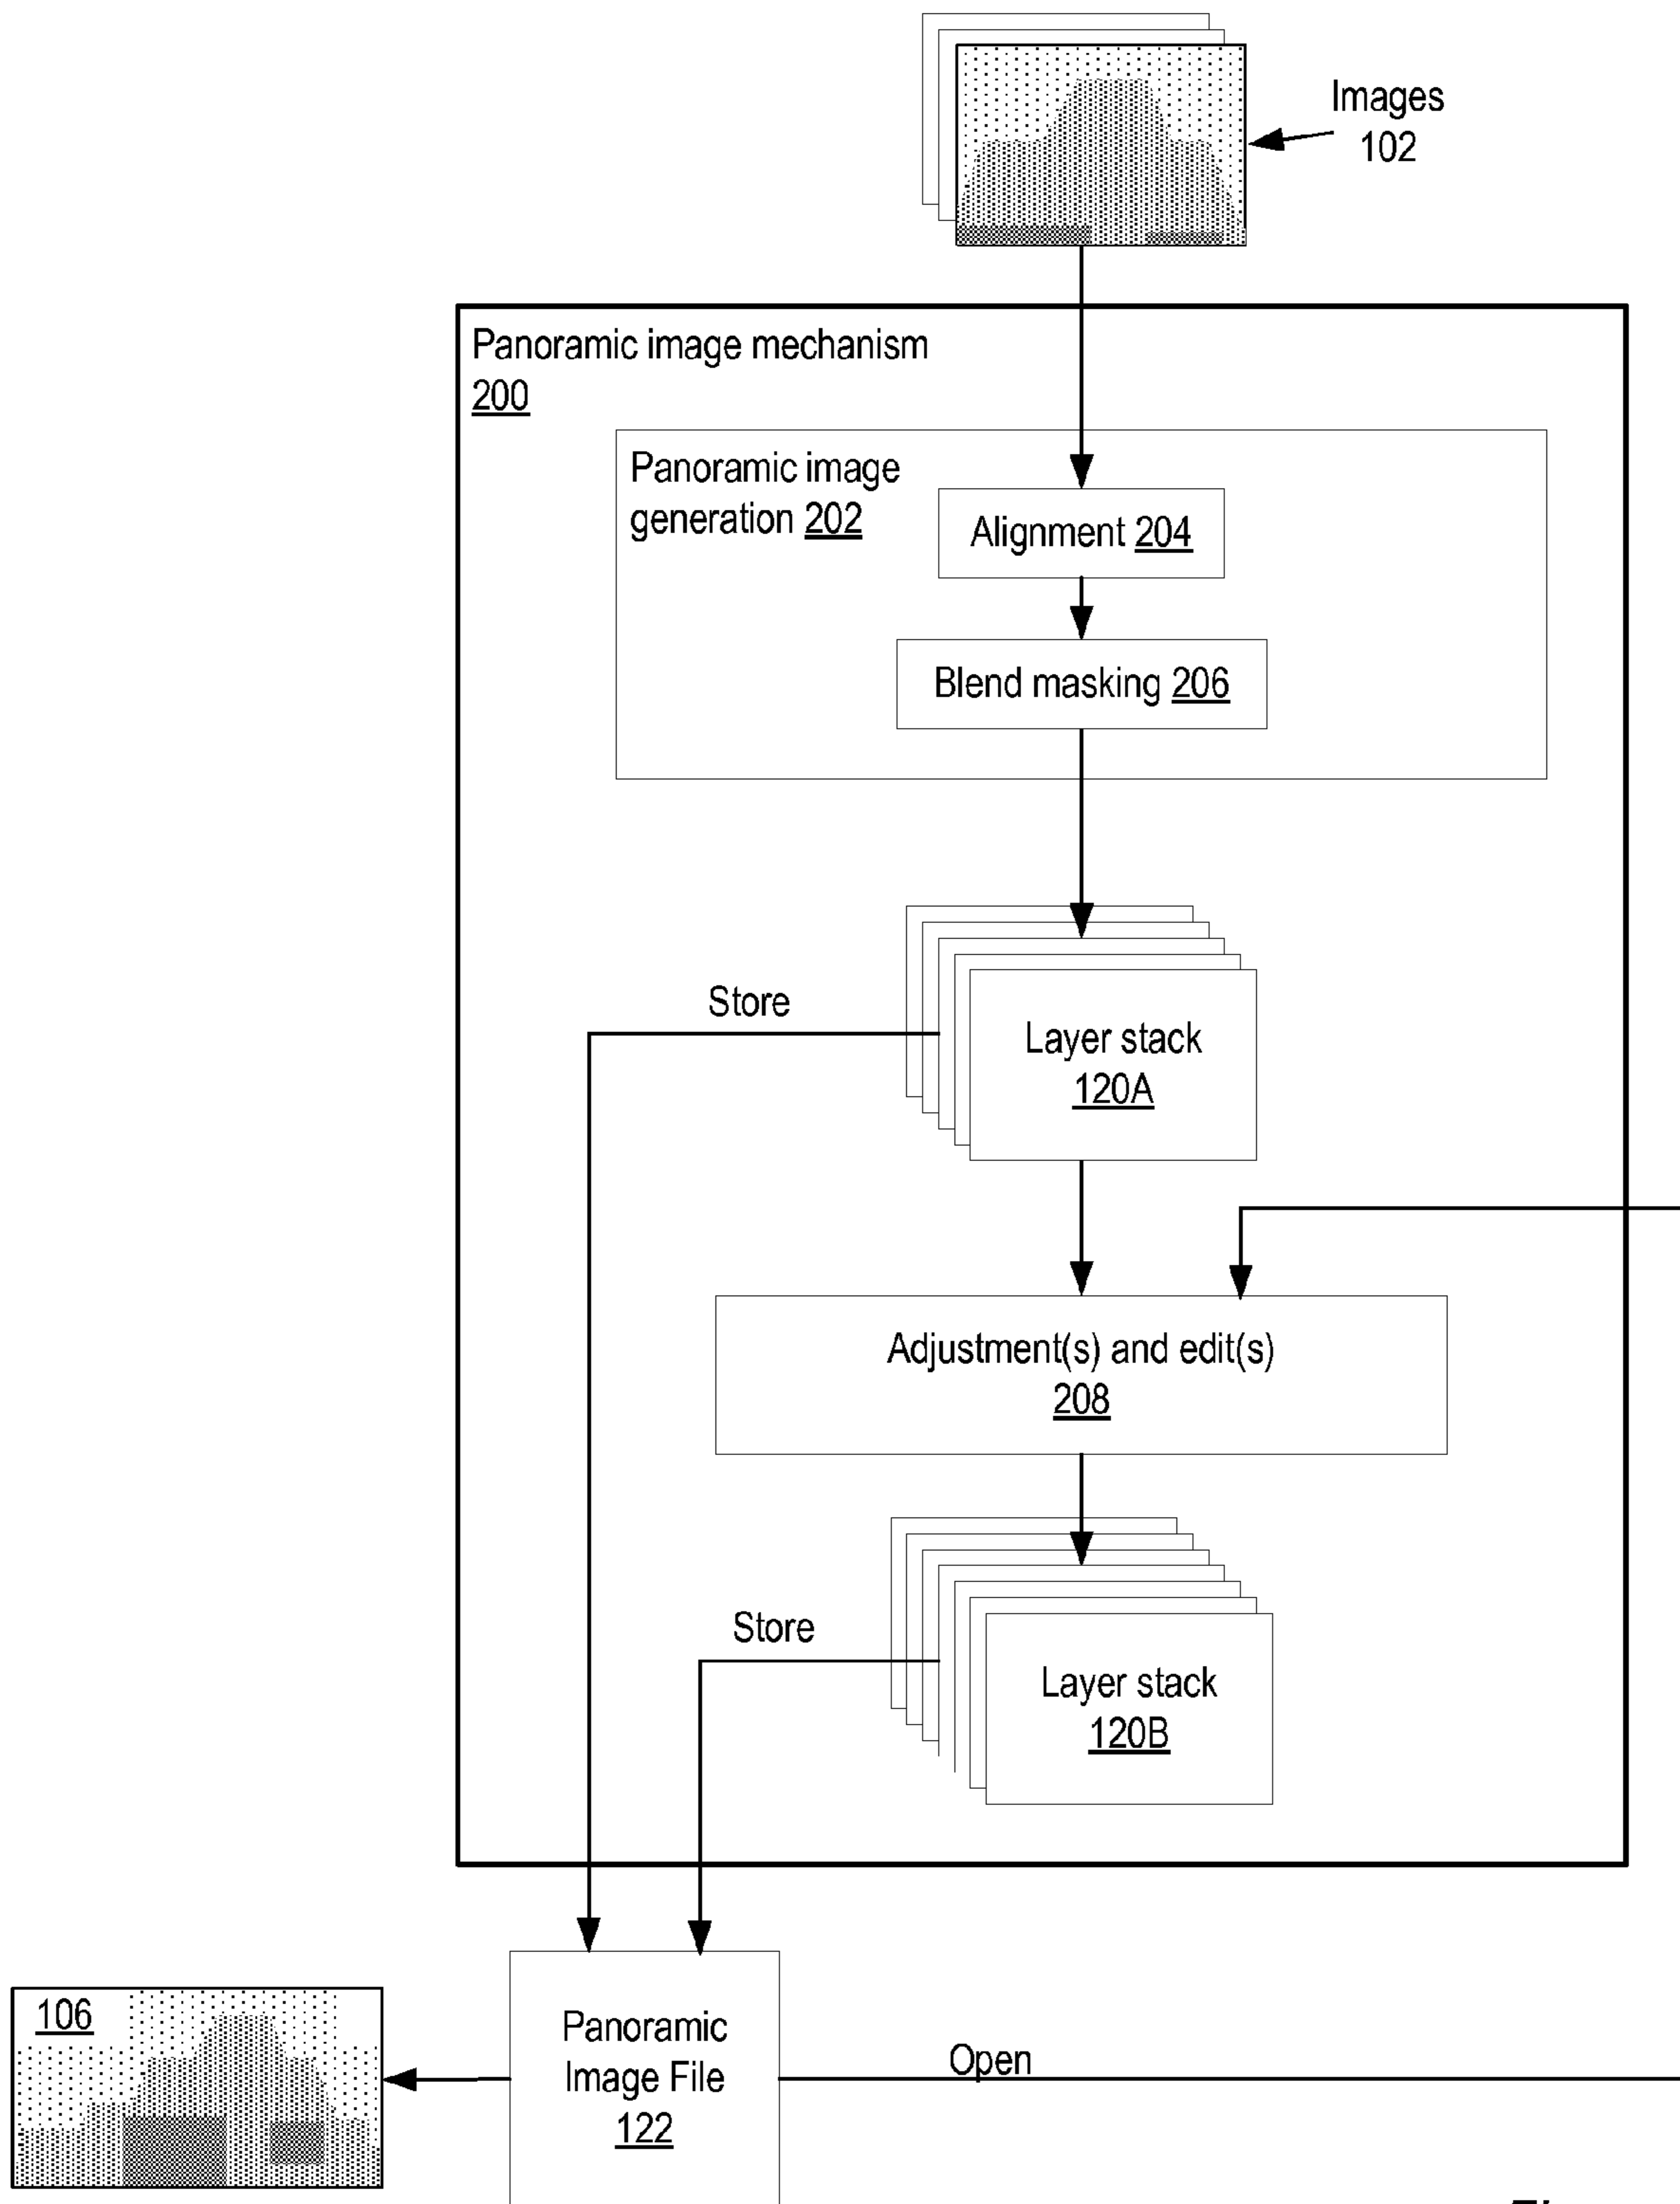 Images
102
Panoramic image mechanism
200
Panoramic image
generation 202
Alignment 204
Blend masking 206
Store
Layer stack
120A
Adjustment(s) and edit(s)
208
Store
Layer stack
120B
106
Panoramic
Image File
122
Open